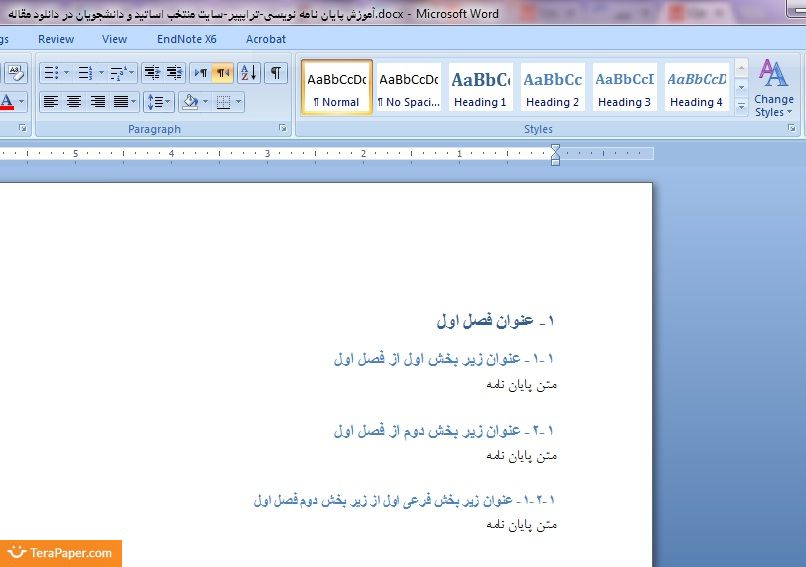 آموزش پایان نامه نویسی-تراپیپر-سایت منتخب اساتید و دانشجویان در دانلود مقاله.docx - Microsoft Word
Review View EndNote X6 Acrobat
AaBbCcDc AaBbCcDc AaBbCc AaBbCc AaBbCcI AaBbCcD
¶ Normal ¶ No Spaci... Heading 1 Heading 2 Heading 3 Heading 4
Change Styles
Paragraph Styles
5 4 3 2 1
۱- عنوان فصل اول
۱-۱- عنوان زیر بخش اول از فصل اول
متن پایان نامه
۱-۲- عنوان زیر بخش دوم از فصل اول
متن پایان نامه
۱-۲-۱- عنوان زیر بخش فرعی اول از زیر بخش دوم فصل اول
متن پایان نامه
TeraPaper.com